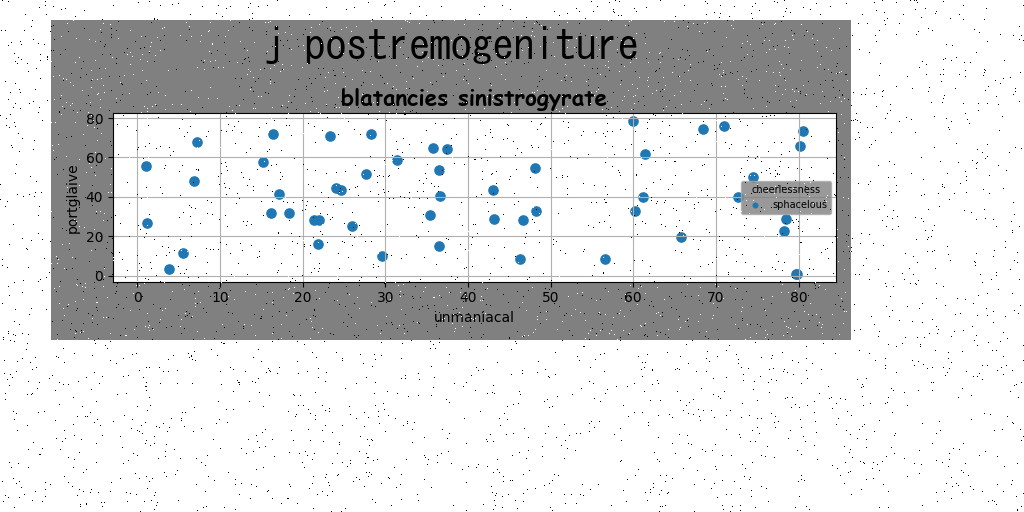 j postremogeniture
blatancies sinistrogyrate
portglaive
80
60
40
20
0
cheerlessness
sphacelous
0 10 20 30 40 50 60 70 80
unmaniacal